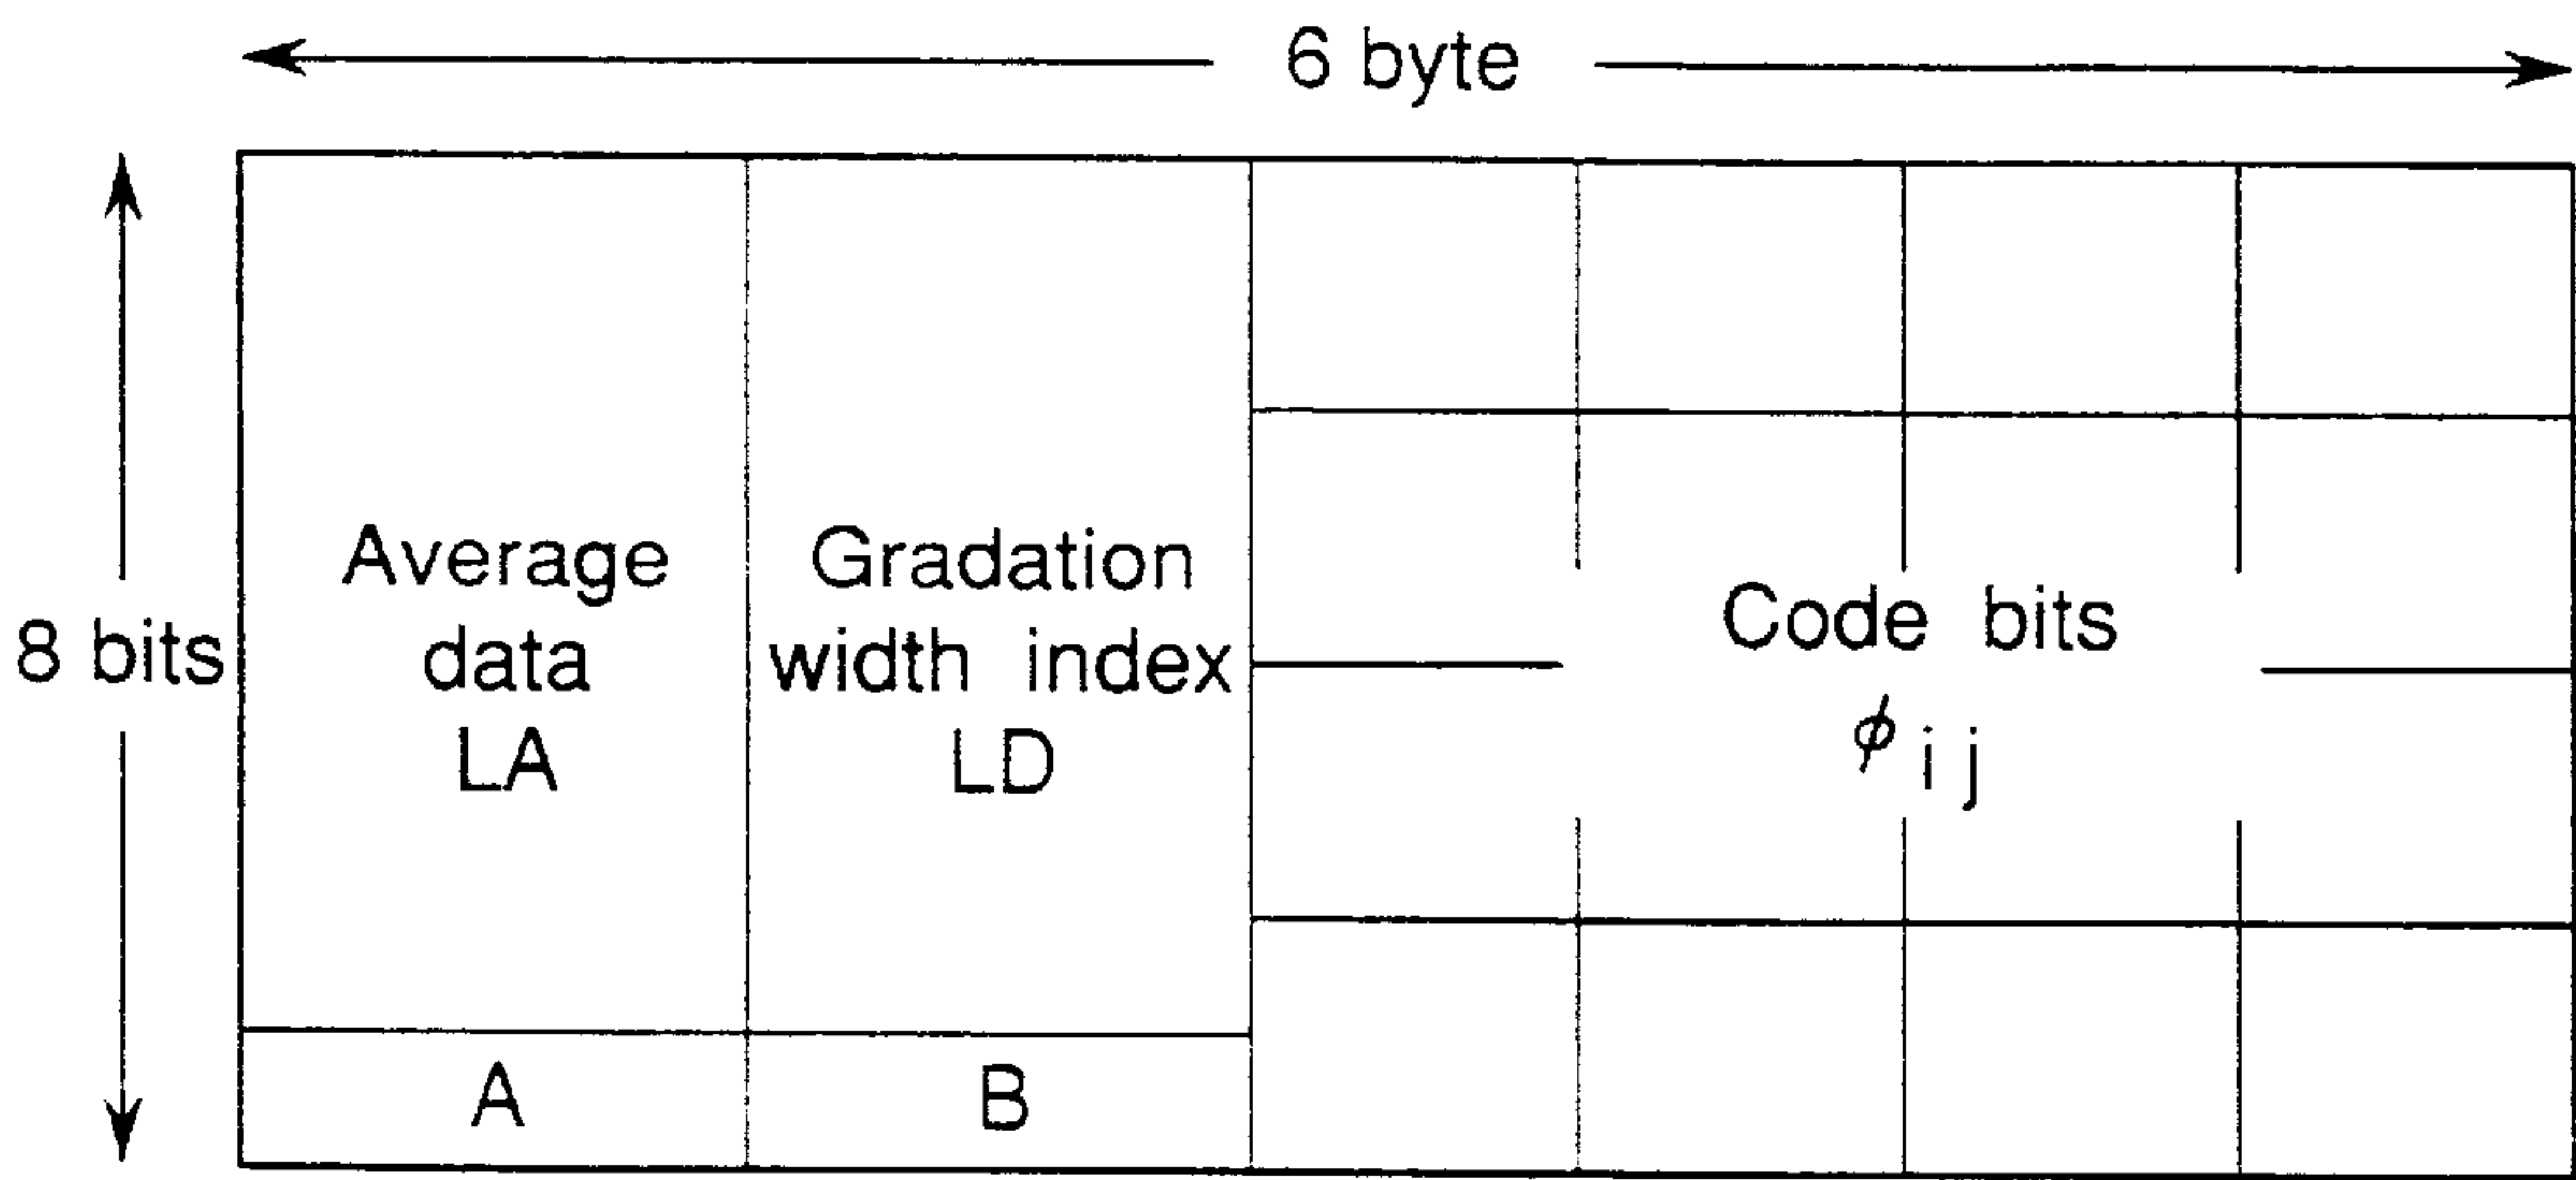 6 byte
8 bits
Average
data
LA
Gradation
width index
LD
Code bits
ϕ i j
A
B